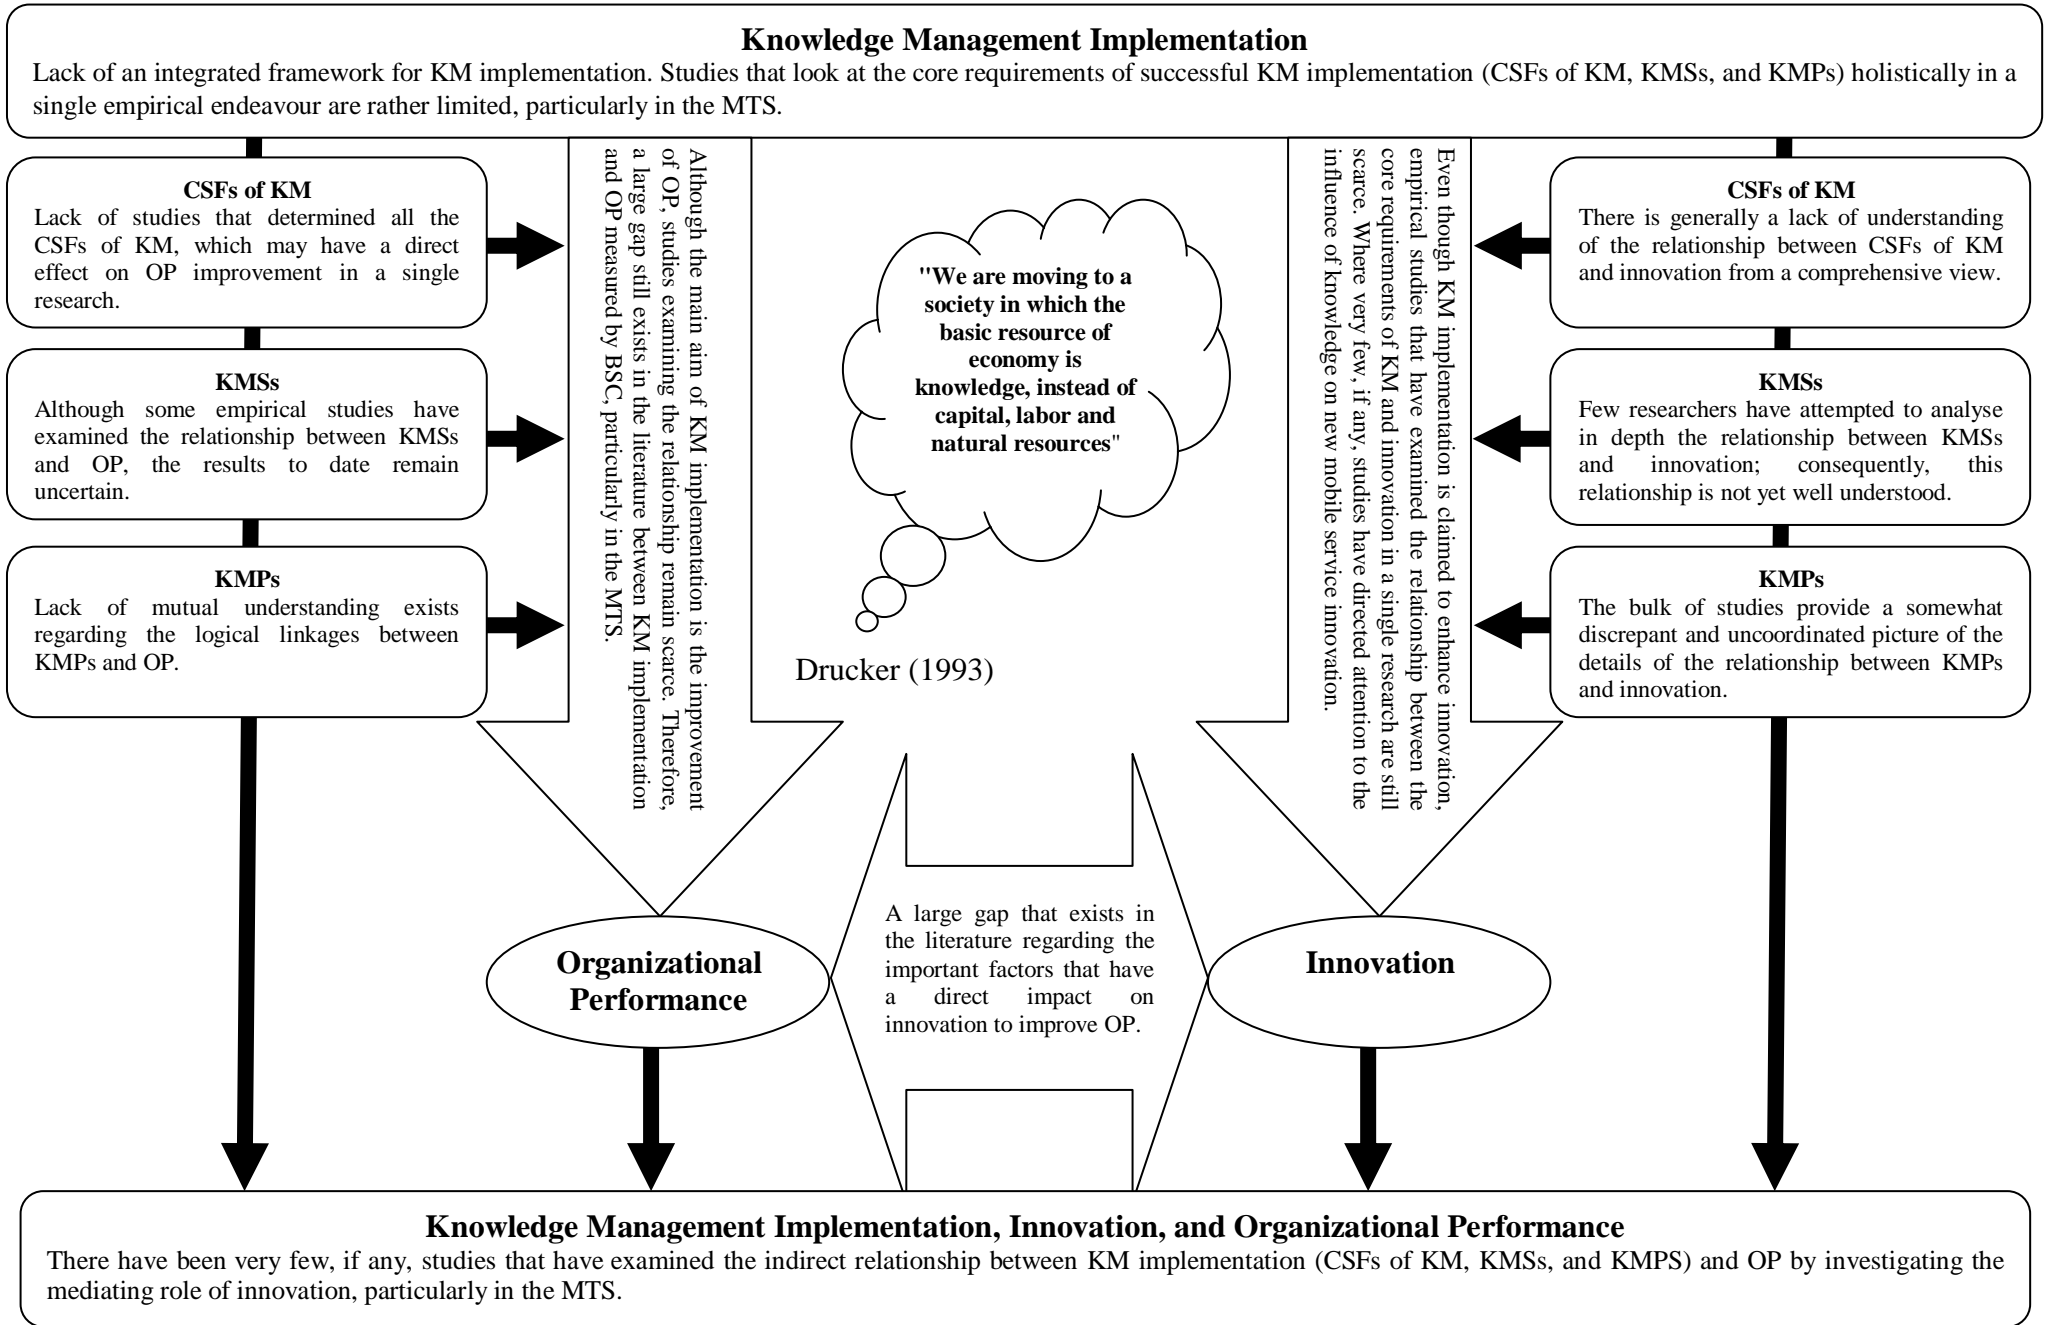 Knowledge Management Implementation
Lack of an integrated framework for KM implementation. Studies that look at the core requirements of successful KM implementation (CSFs of KM, KMSs, and KMPs) holistically in a
single empirical endeavour are rather limited, particularly in the MTS.
CSFs of KM
Lack of studies that determined all the
CSFs of KM, which may have a direct
effect on OP improvement in a single
research.
KMSs
Although some empirical studies have
examined the relationship between KMSs
and OP, the results to date remain
uncertain.
KMPs
Lack of mutual understanding exists
regarding the logical linkages between
KMPs and OP.
Although the main aim of KM implementation is the improvement
of OP, studies examining the relationship remain scarce. Therefore,
a large gap still exists in the literature between KM implementation
and OP measured by BSC, particularly in the MTS.
"We are moving to a
society in which the
basic resource of
economy is
knowledge, instead of
capital, labor and
natural resources"
Drucker (1993)
Even though KM implementation is claimed to enhance innovation,
empirical studies that have examined the relationship between the
core requirements of KM and innovation in a single research are still
scarce. Where very few, if any, studies have directed attention to the
influence of knowledge on new mobile service innovation.
CSFs of KM
There is generally a lack of understanding
of the relationship between CSFs of KM
and innovation from a comprehensive view.
KMSs
Few researchers have attempted to analyse
in depth the relationship between KMSs
and innovation; consequently, this
relationship is not yet well understood.
KMPs
The bulk of studies provide a somewhat
discrepant and uncoordinated picture of the
details of the relationship between KMPs
and innovation.
Organizational
Performance
A large gap that exists in
the literature regarding the
important factors that have
a direct impact on
innovation to improve OP.
Innovation
Knowledge Management Implementation, Innovation, and Organizational Performance
There have been very few, if any, studies that have examined the indirect relationship between KM implementation (CSFs of KM, KMSs, and KMPS) and OP by investigating the
mediating role of innovation, particularly in the MTS.